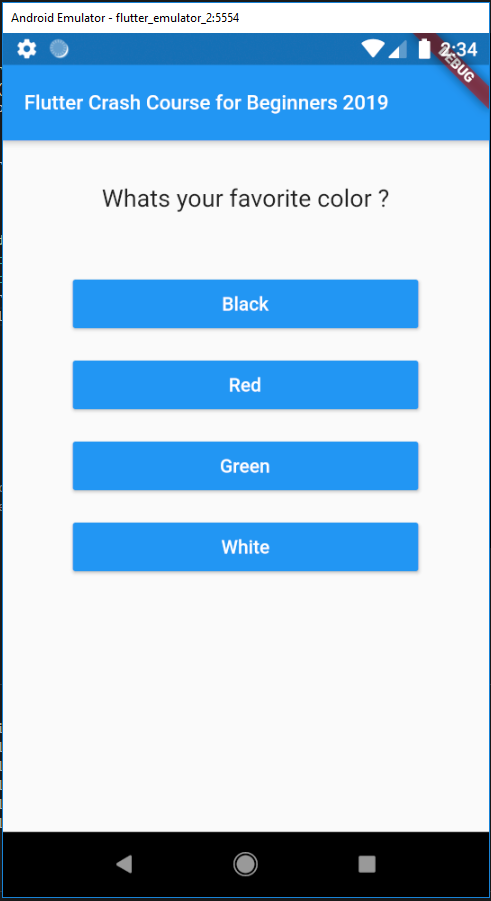 Android Emulator - flutter_emulator_2:5554
2:34
DEBUG
Flutter Crash Course for Beginners 2019
Whats your favorite color ?
Black
Red
Green
White